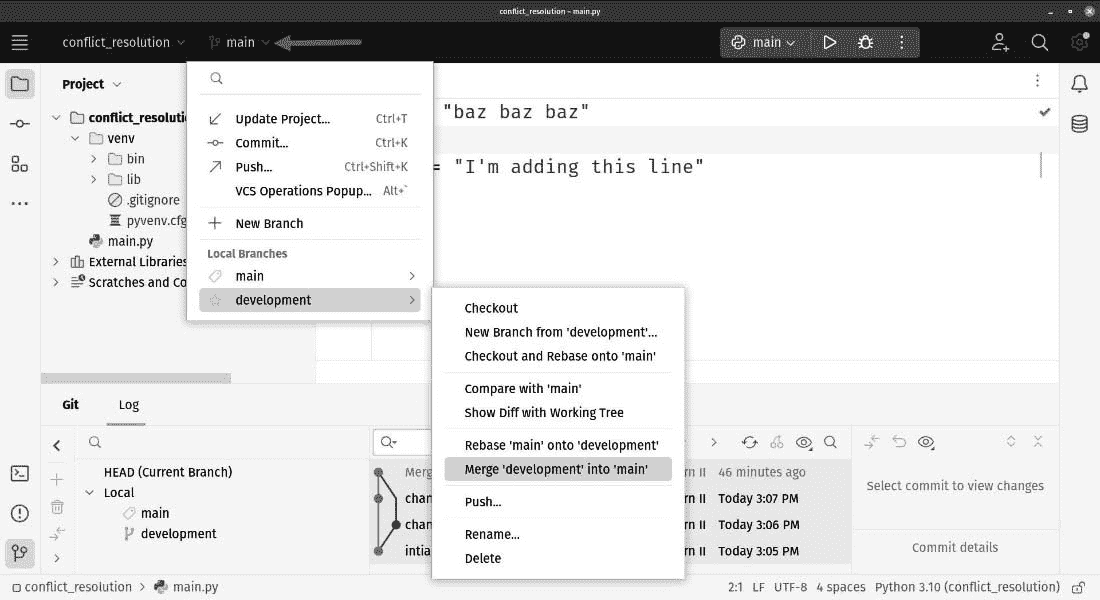 conflict_resolution – main.py
conflict_resolution main main
Project
conflict_resoluti
venv
bin
lib
.gitignore
pyvenv.cfg
main.py
External Libraries
Scratches and Co
"baz baz baz"
= "I'm adding this line"
Update Project... Ctrl+T
Commit...
Push... Ctrl+Shift+K
VCS Operations Popup... Alt+`
New Branch
Local Branches
main
development
Checkout
New Branch from 'development'...
Checkout and Rebase onto 'main'
Compare with 'main'
Show Diff with Working Tree
Rebase 'main' onto 'development'
Merge 'development' into 'main'
Push...
Rename...
Delete
Git Log
HEAD (Current Branch)
Local
main
development
Merg rn II 46 minutes ago
chan rn II Today 3:07 PM
chan rn II Today 3:06 PM
intia rn II Today 3:05 PM
Select commit to view changes
Commit details
conflict_resolution > main.py 2:1 LF UTF-8 4 spaces Python 3.10 (conflict_resolution)